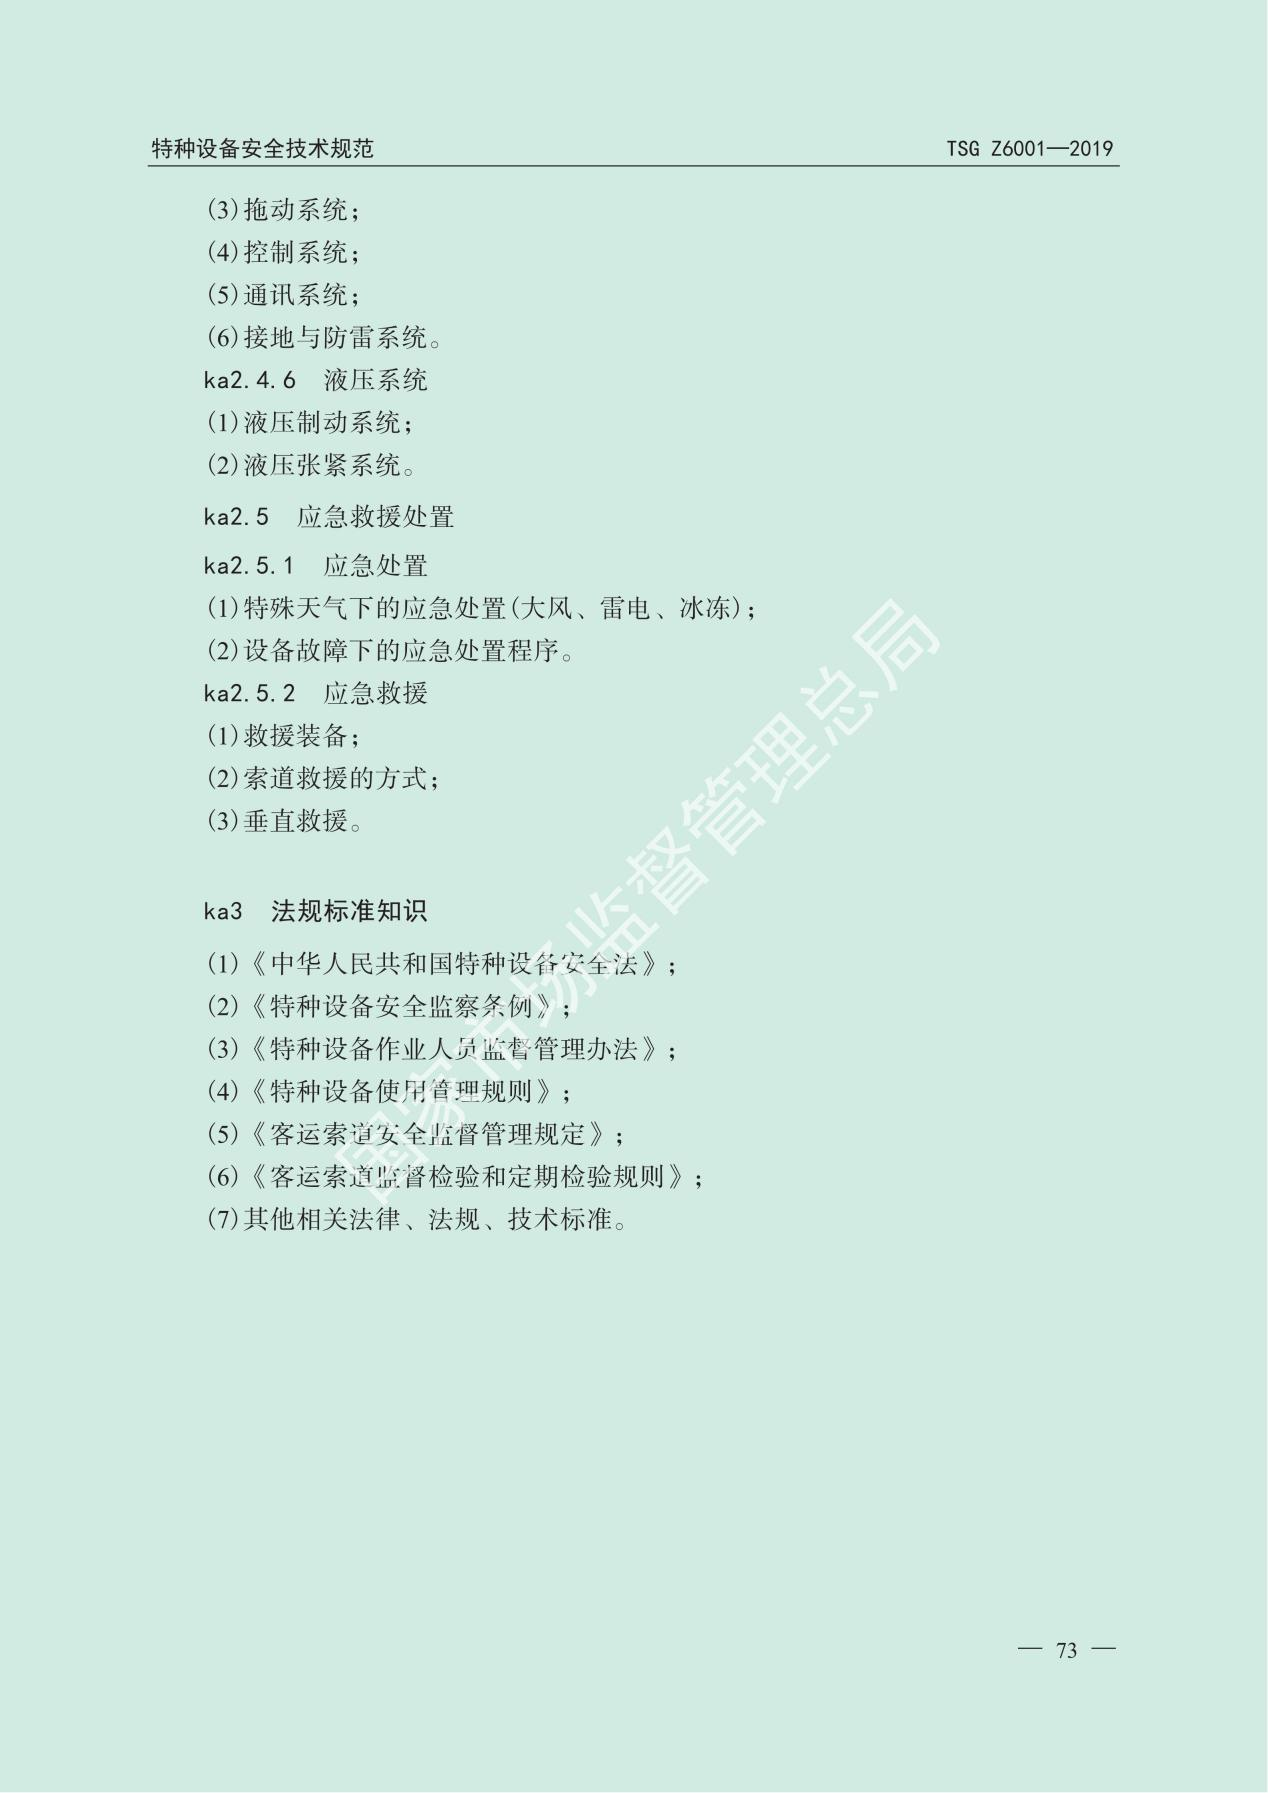 特种设备安全技术规范 TSG Z6001—2019
(3)拖动系统；
(4)控制系统；
(5)通讯系统；
(6)接地与防雷系统。
ka2.4.6 液压系统
(1)液压制动系统；
(2)液压张紧系统。
ka2.5 应急救援处置
ka2.5.1 应急处置
(1)特殊天气下的应急处置(大风、雷电、冰冻)；
(2)设备故障下的应急处置程序。
ka2.5.2 应急救援
(1)救援装备；
(2)索道救援的方式；
(3)垂直救援。
ka3 法规标准知识
(1)《中华人民共和国特种设备安全法》；
(2)《特种设备安全监察条例》；
(3)《特种设备作业人员监督管理办法》；
(4)《特种设备使用管理规则》；
(5)《客运索道安全监督管理规定》；
(6)《客运索道监督检验和定期检验规则》；
(7)其他相关法律、法规、技术标准。
国家市场监督管理总局
— 73 —